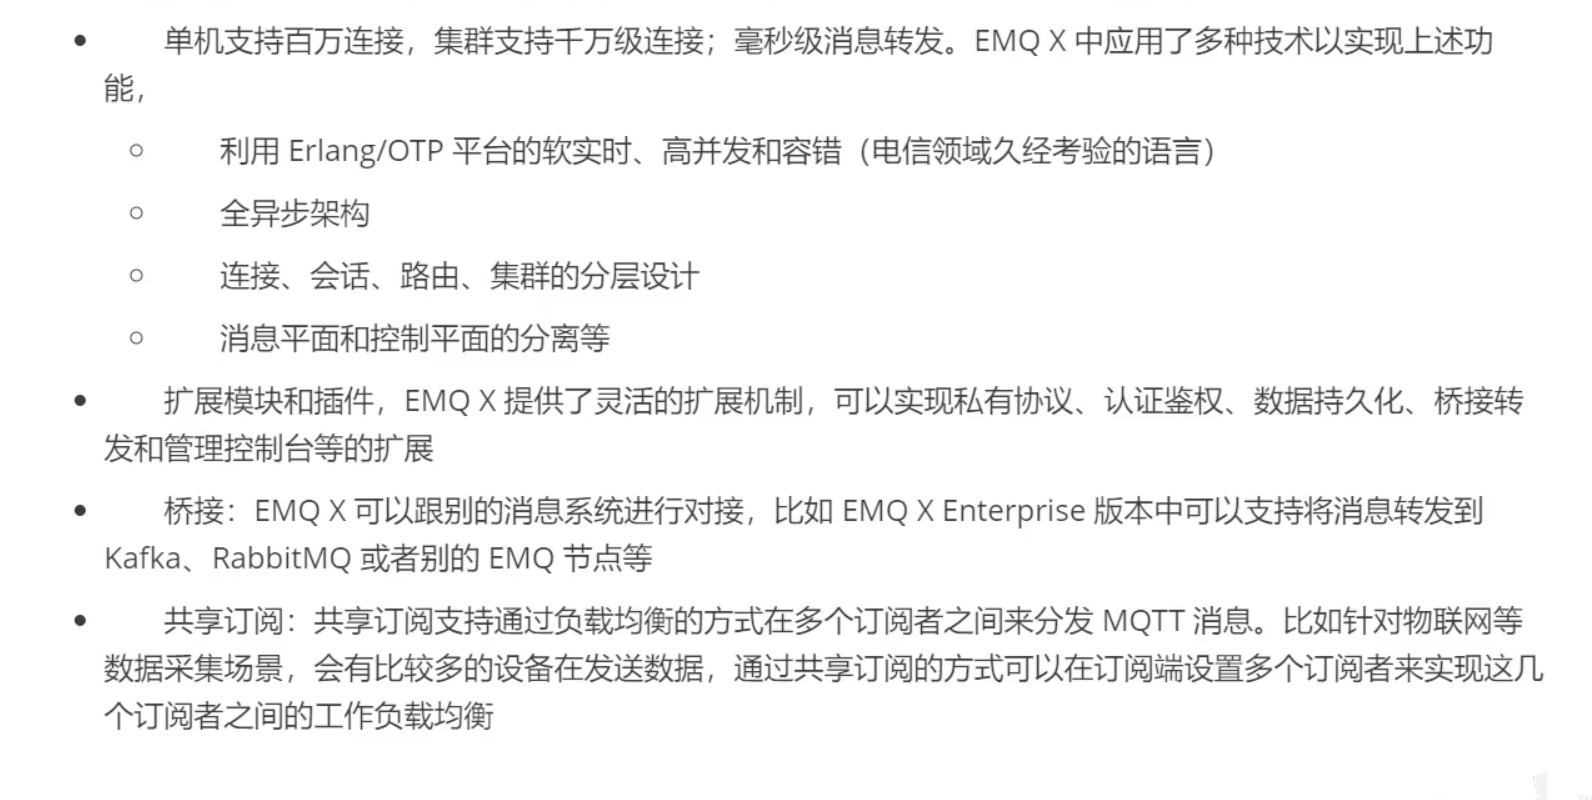 单机支持百万连接，集群支持千万级连接；毫秒级消息转发。EMQ X 中应用了多种技术以实现上述功
能，
利用 Erlang/OTP 平台的软实时、高并发和容错（电信领域久经考验的语言）
全异步架构
连接、会话、路由、集群的分层设计
消息平面和控制平面的分离等
扩展模块和插件，EMQ X 提供了灵活的扩展机制，可以实现私有协议、认证鉴权、数据持久化、桥接转
发和管理控制台等的扩展
桥接：EMQ X 可以跟别的消息系统进行对接，比如 EMQ X Enterprise 版本中可以支持将消息转发到
Kafka、RabbitMQ 或者别的 EMQ 节点等
共享订阅：共享订阅支持通过负载均衡的方式在多个订阅者之间来分发 MQTT 消息。比如针对物联网等
数据采集场景，会有比较多的设备在发送数据，通过共享订阅的方式可以在订阅端设置多个订阅者来实现这几
个订阅者之间的工作负载均衡